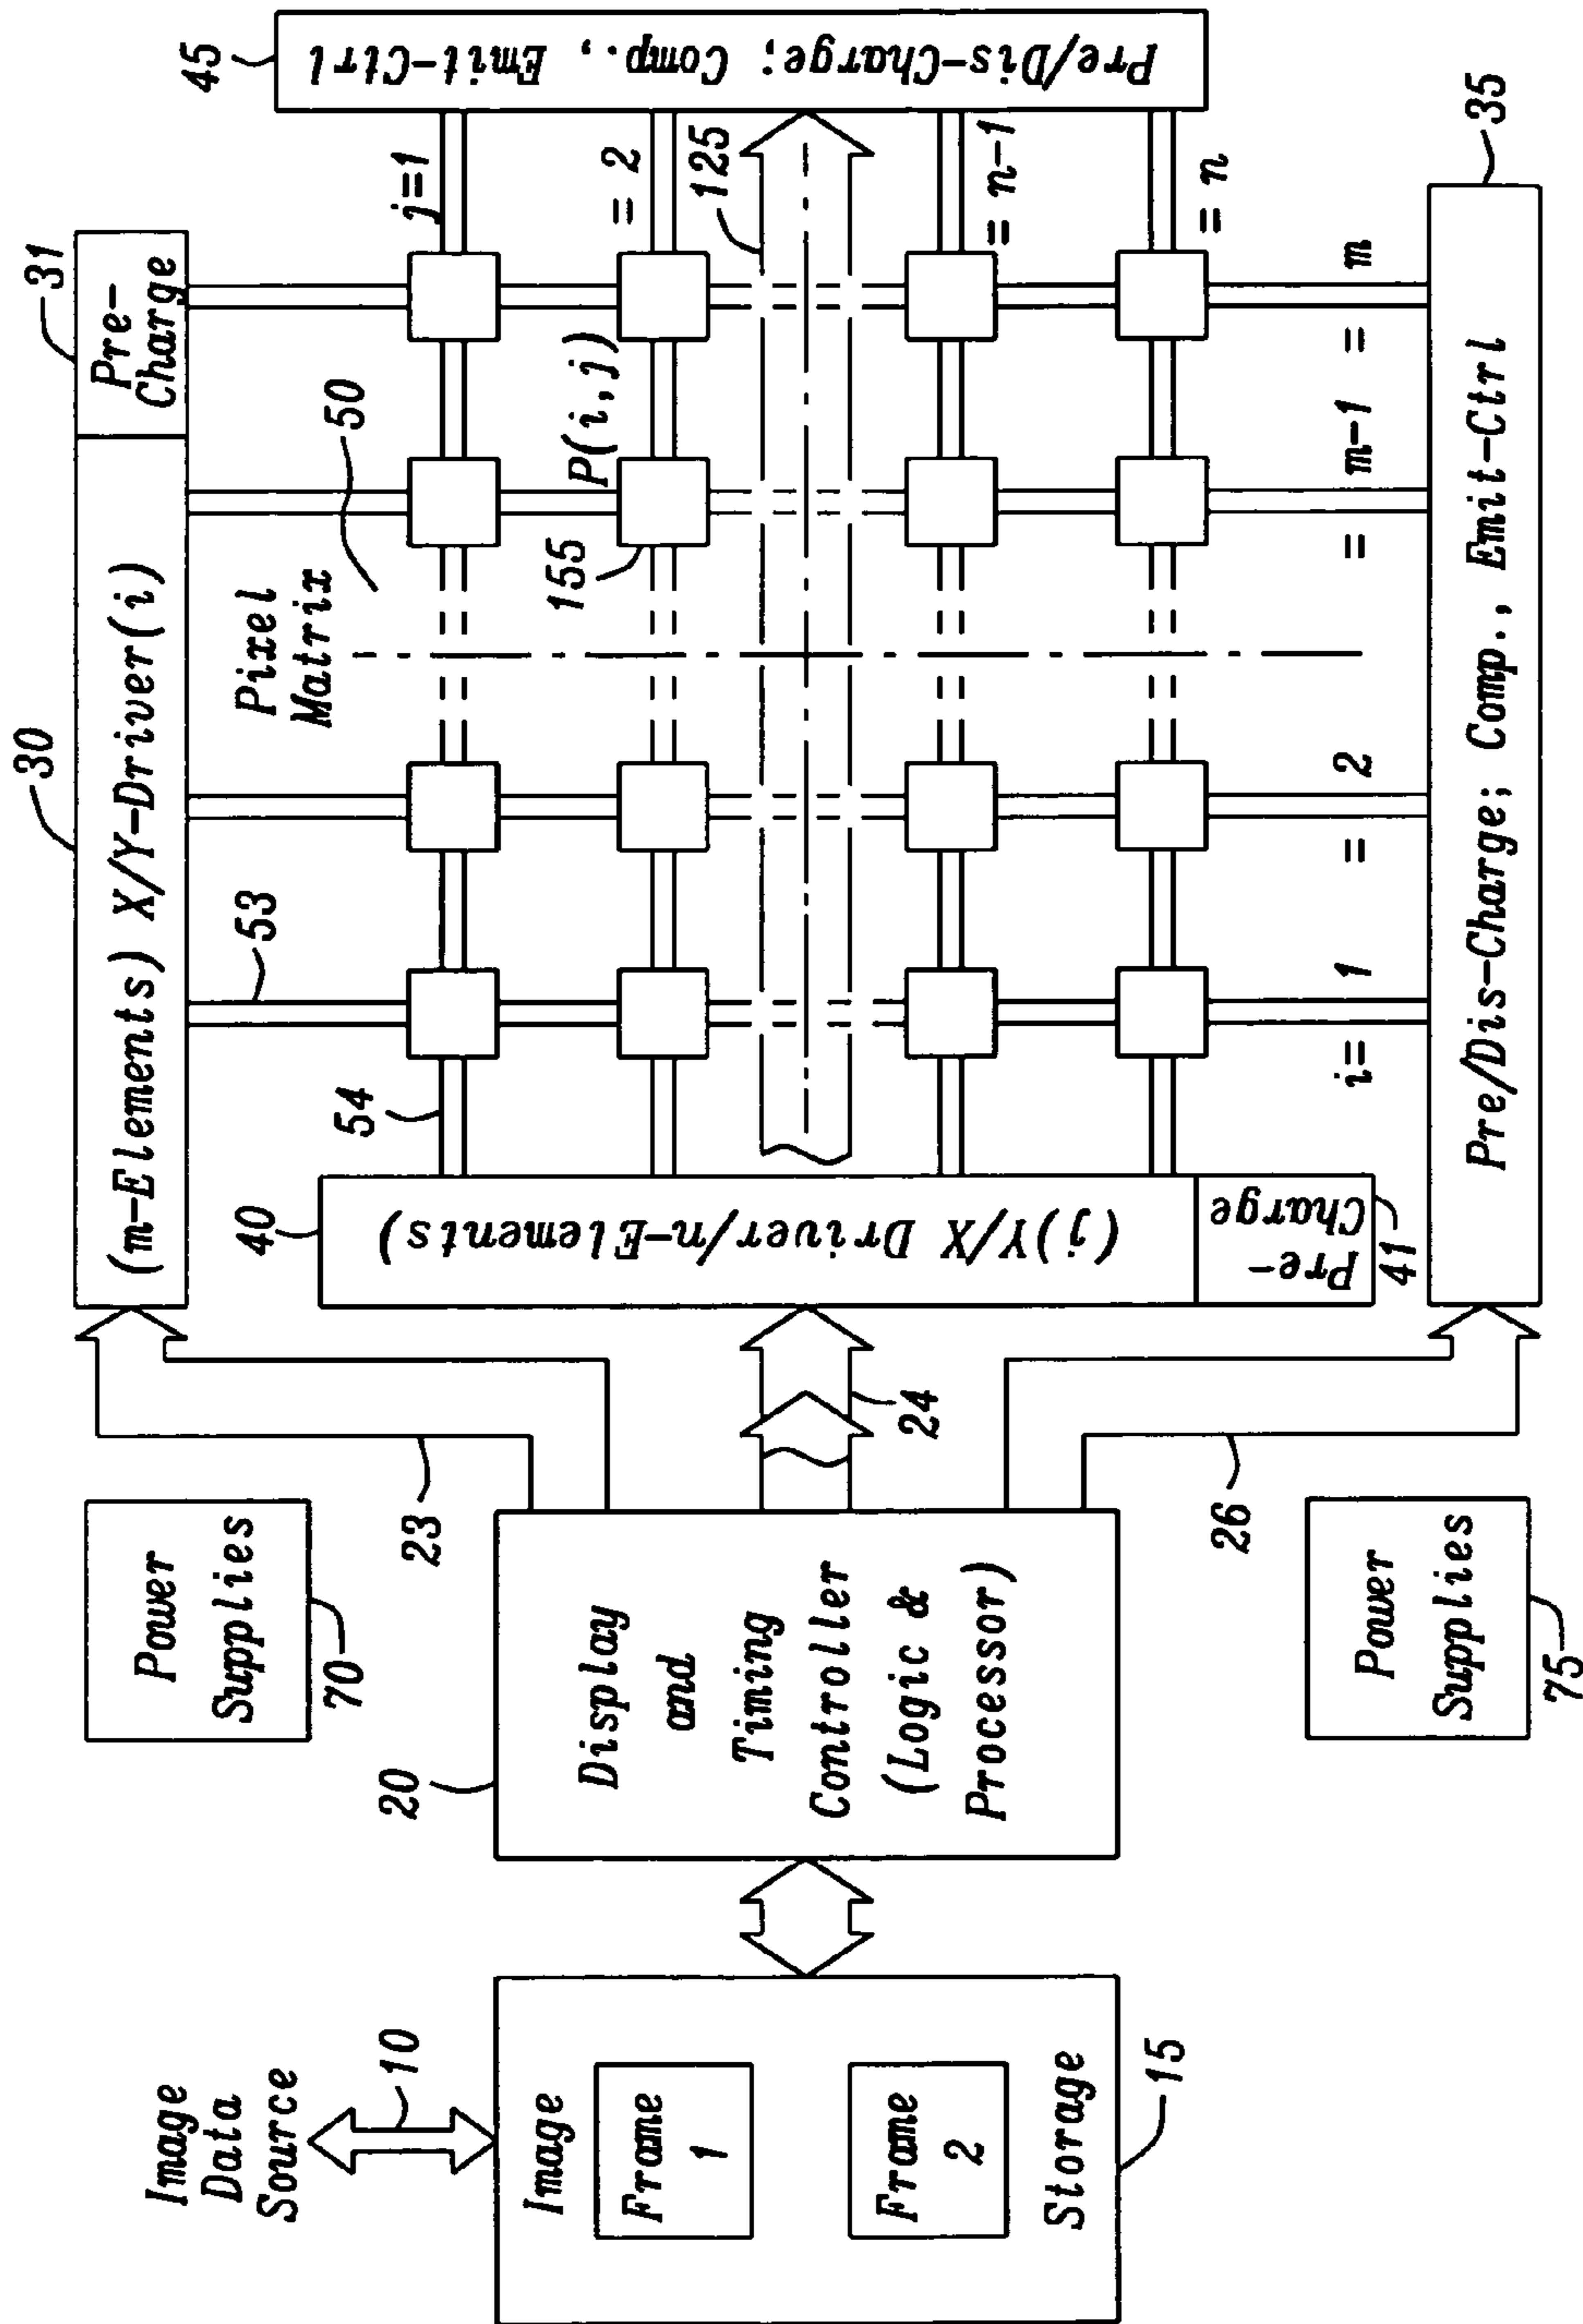 Image
Data
Source
10
Image
Frame
1
Frame
2
Storage
15
20
Display
and
Timing
Controller
(Logic &
Processor)
Power
Supplies
70
Power
Supplies
75
23
24
26
30
(m-Elements) X/Y-Driver(i)
31
Pre-
Charge
40
(j)Y/X Driver/n-Elements)
Pre-
Charge
41
53
54
Pixel
Matrix
50
155
P(i,j)
125
j=1
= 2
= n-1
= n
i= 1 = 2 = m-1 = m
45
Pre/Dis-Charge; Comp., Emit-Ctrl
35
Pre/Dis-Charge; Comp., Emit-Ctrl